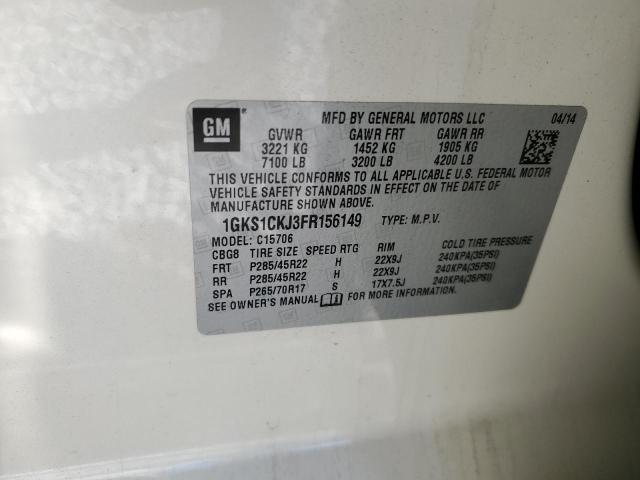 GM MFD BY GENERAL MOTORS LLC 04/14
GVWR GAWR FRT GAWR RR
3221 KG 1452 KG 1905 KG
7100 LB 3200 LB 4200 LB
THIS VEHICLE CONFORMS TO ALL APPLICABLE U.S. FEDERAL MOTOR
VEHICLE SAFETY STANDARDS IN EFFECT ON THE DATE OF
MANUFACTURE SHOWN ABOVE.
1GKS1CKJ3FR156149 TYPE: M.P.V.
MODEL: C15706
CBG8 TIRE SIZE SPEED RTG RIM COLD TIRE PRESSURE
FRT P285/45R22 H 22X9J 240KPA(35PSI)
RR P285/45R22 H 22X9J 240KPA(35PSI)
SPA P265/70R17 S 17X7.5J 240KPA(35PSI)
SEE OWNER'S MANUAL FOR MORE INFORMATION.